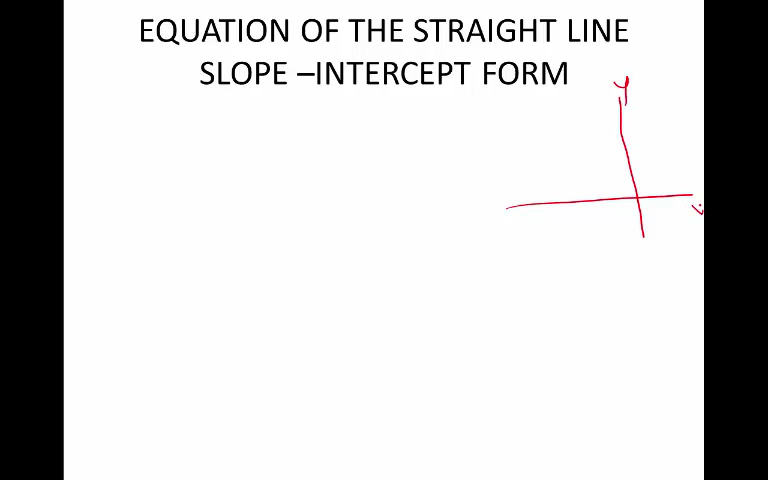 EQUATION OF THE STRAIGHT LINE
SLOPE –INTERCEPT FORM
Y